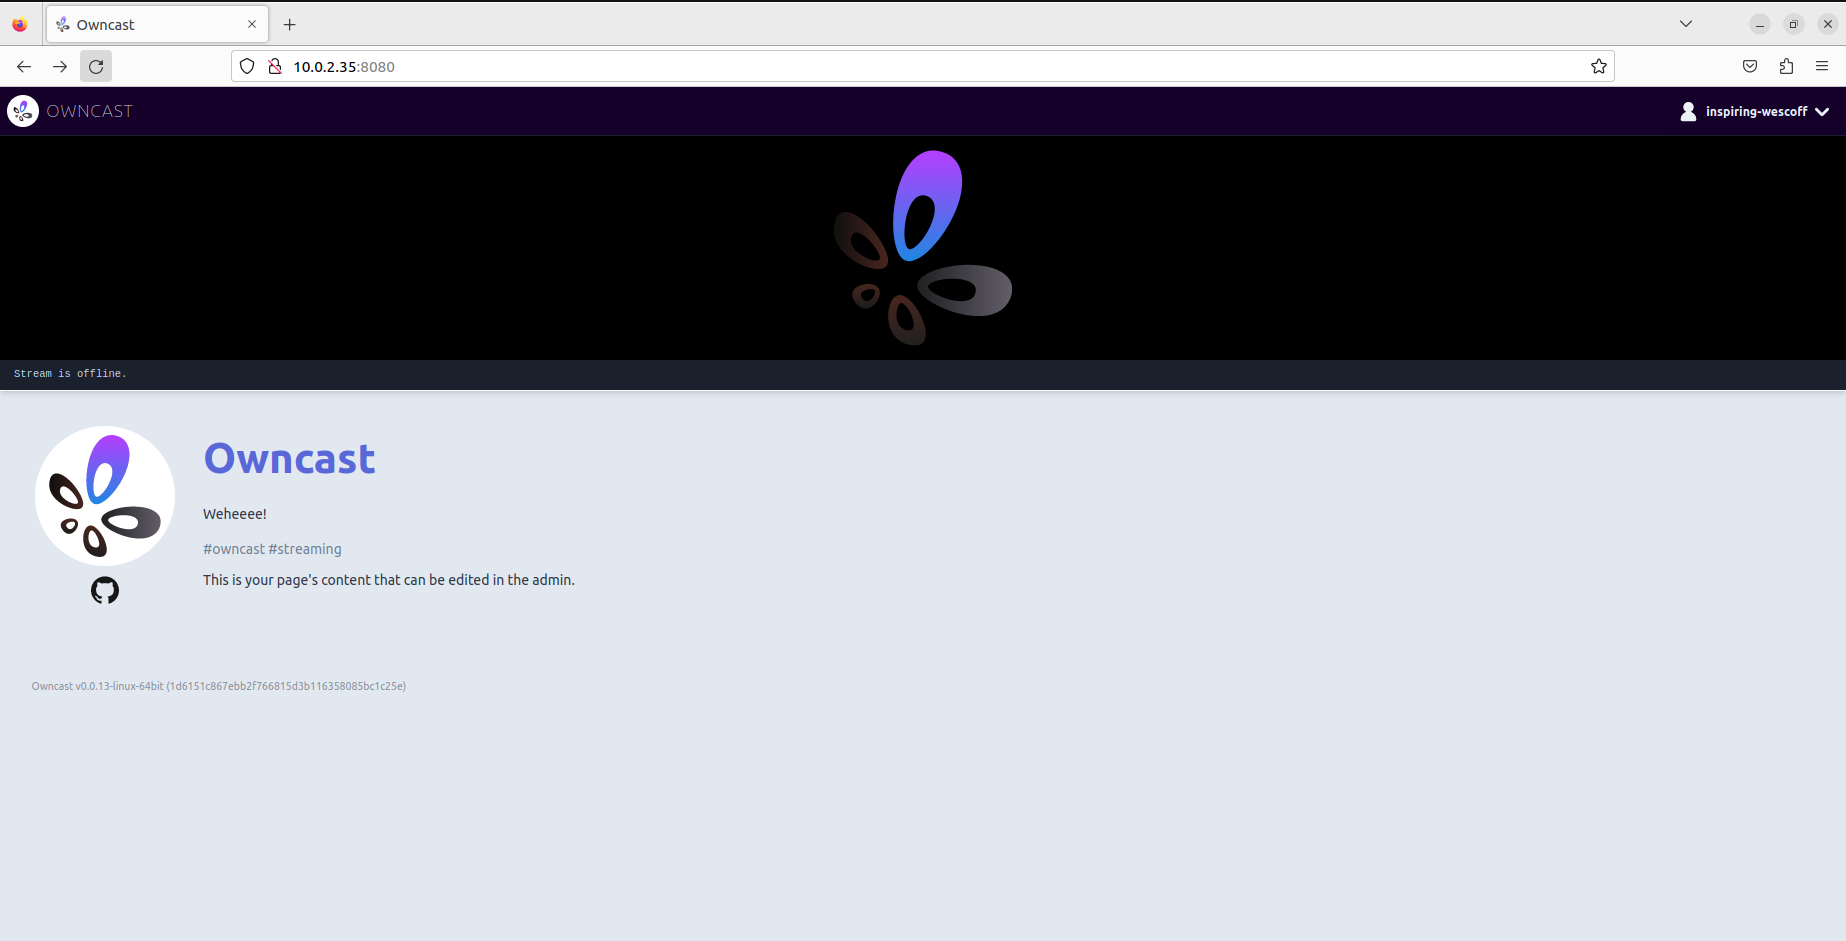 Owncast
10.0.2.35:8080
OWNCAST
inspiring-wescoff
Stream is offline.
Owncast
Weheeee!
#owncast #streaming
This is your page's content that can be edited in the admin.
Owncast v0.0.13-linux-64bit (1d6151c867ebb2f766815d3b116358085bc1c25e)